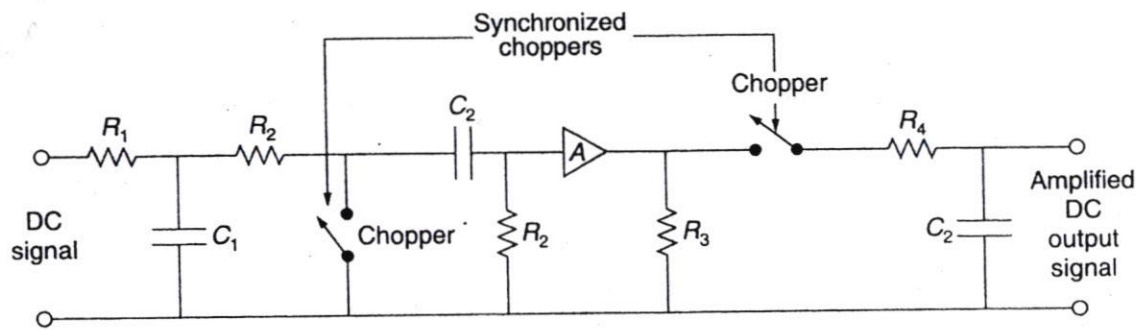 Synchronized
choppers
Chopper
R1
R2
C2
A
R4
DC
signal
C1
Chopper
R2
R3
C2
Amplified
DC
output
signal